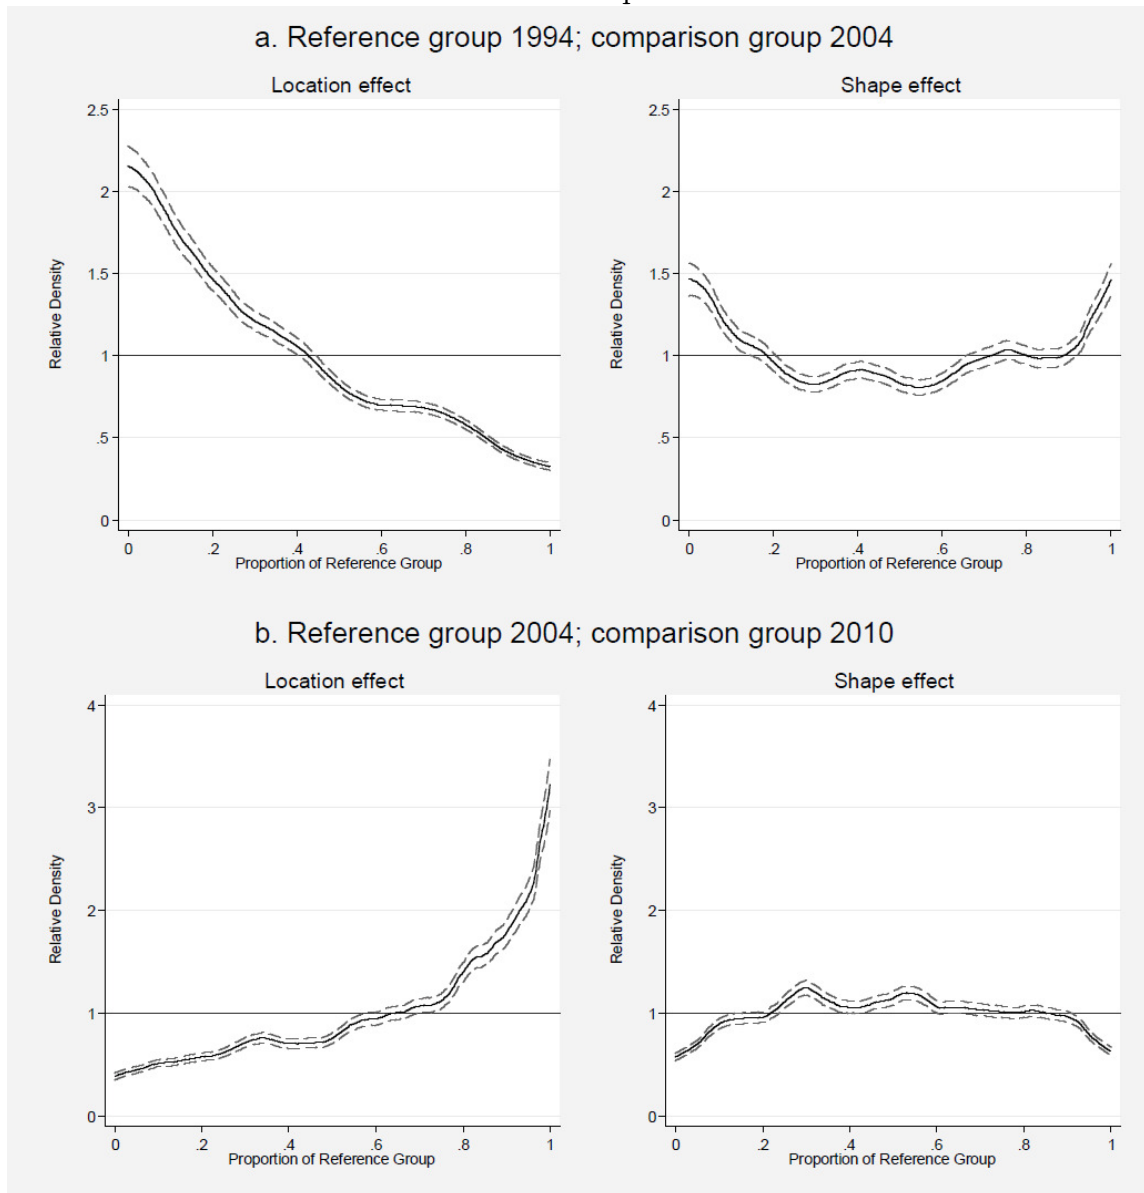 a. Reference group 1994; comparison group 2004
Location effect
Relative Density
2.5
2
1.5
1
.5
0
0 .2 .4 .6 .8 1
Proportion of Reference Group
Shape effect
Relative Density
2.5
2
1.5
1
.5
0
0 .2 .4 .6 .8 1
Proportion of Reference Group
b. Reference group 2004; comparison group 2010
Location effect
Relative Density
4
3
2
1
0
0 .2 .4 .6 .8 1
Proportion of Reference Group
Shape effect
Relative Density
4
3
2
1
0
0 .2 .4 .6 .8 1
Proportion of Reference Group